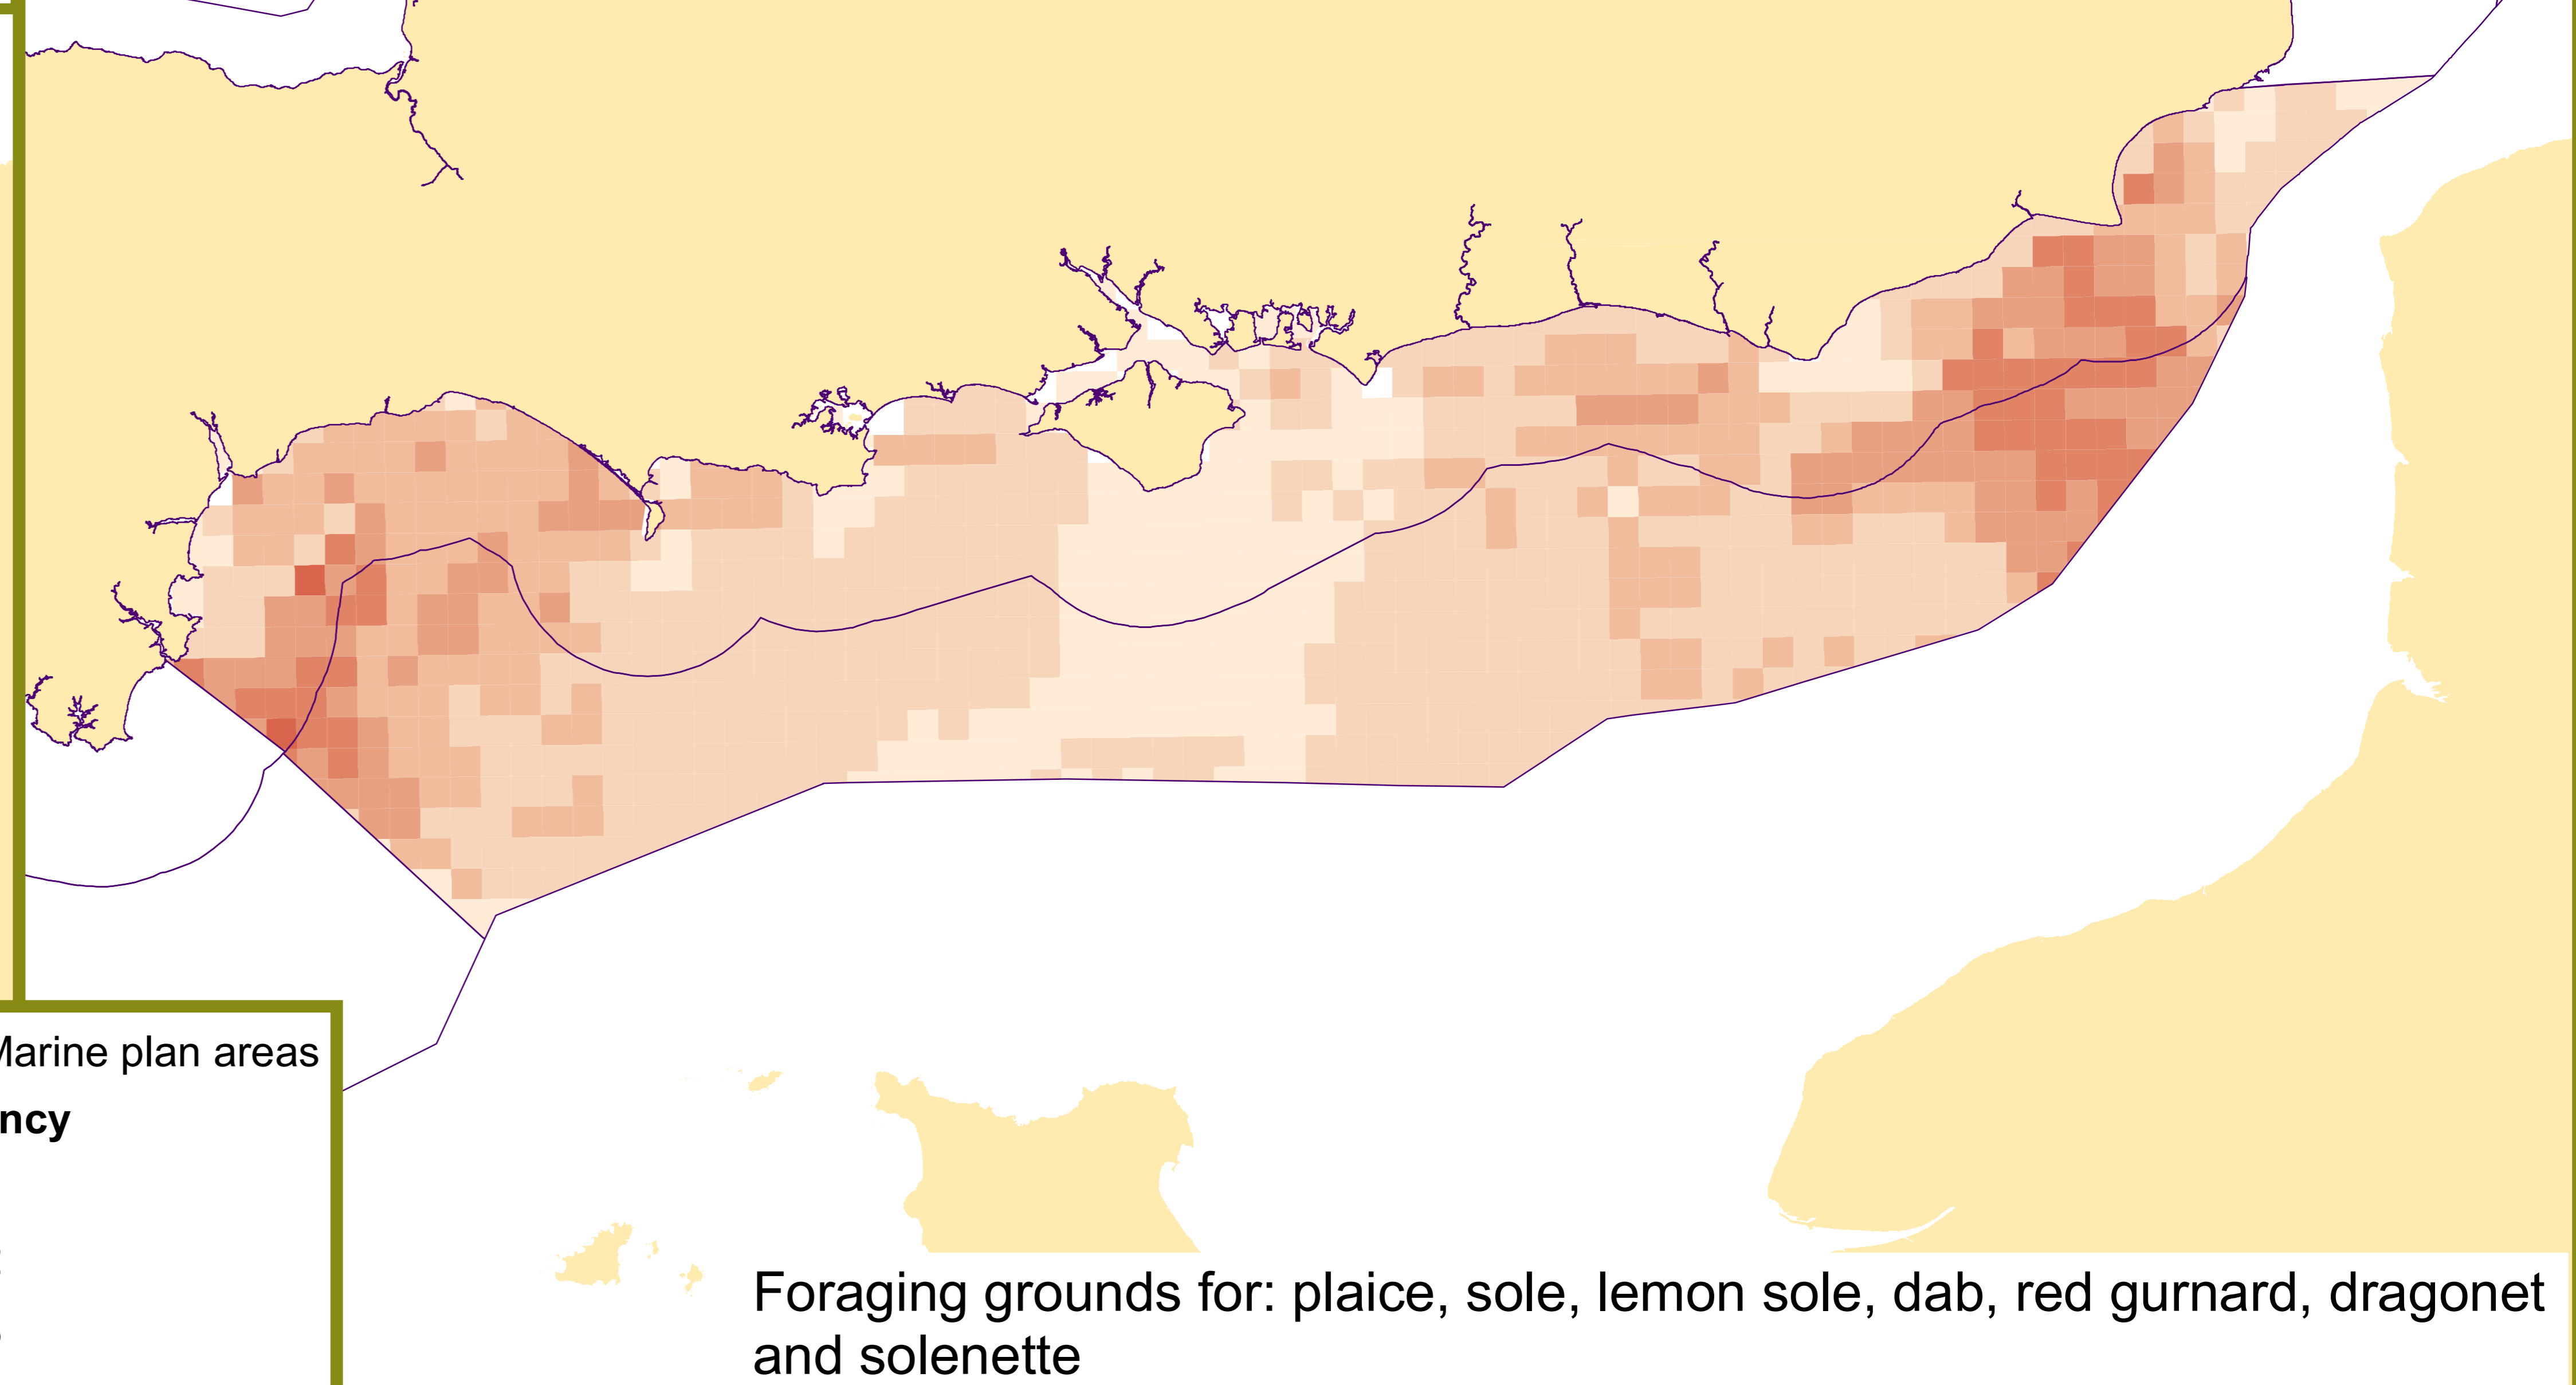 Marine plan areas
ncy
Foraging grounds for: plaice, sole, lemon sole, dab, red gurnard, dragonet
and solenette